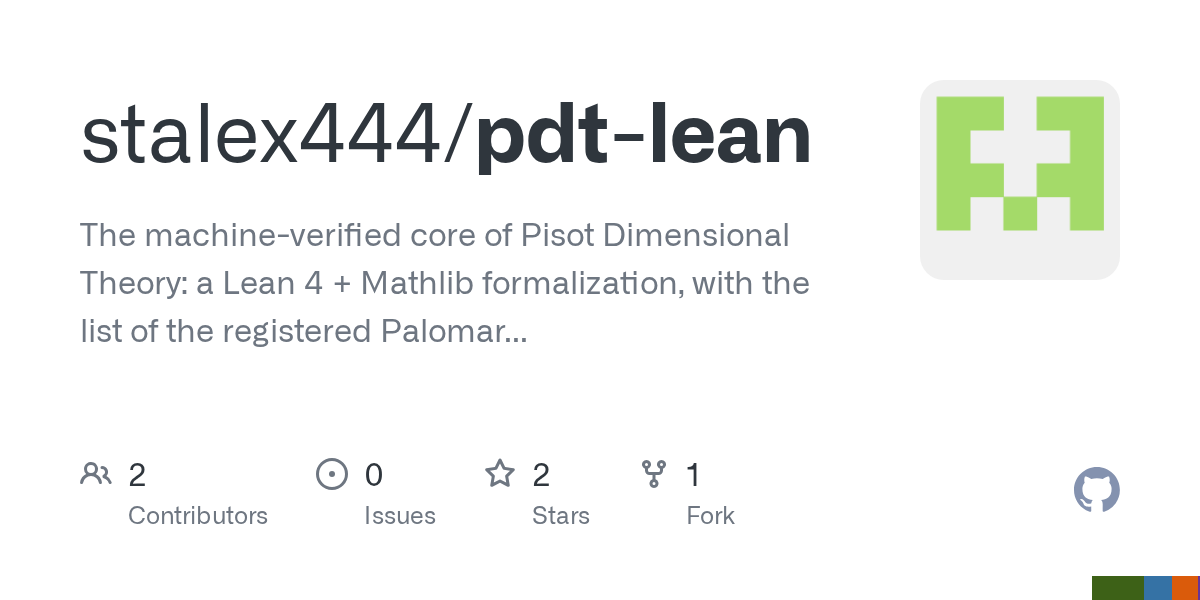 stalex444/pdt-lean
The machine-verified core of Pisot Dimensional
Theory: a Lean 4 + Mathlib formalization, with the
list of the registered Palomar...
2
Contributors
0
Issues
2
Stars
1
Fork